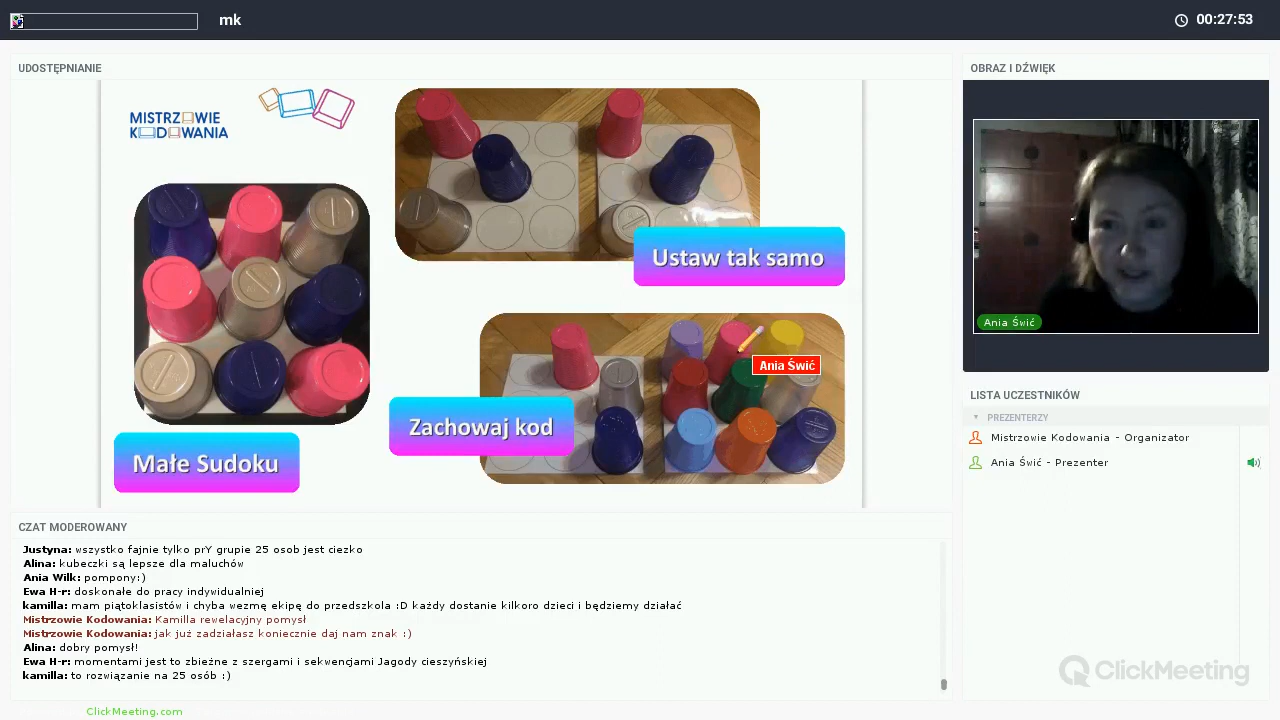 mk
00:27:53
UDOSTĘPNIANIE
MISTRZOWIE
KODOWANIA
Ustaw tak samo
Ania Świć
Zachowaj kod
Małe Sudoku
OBRAZ I DŹWIĘK
Ania Świć
LISTA UCZESTNIKÓW
PREZENTERZY
Mistrzowie Kodowania - Organizator
Ania Świć - Prezenter
CZAT MODEROWANY
Justyna: wszystko fajnie tylko prY grupie 25 osob jest ciezko
Alina: kubeczki są lepsze dla maluchów
Ania Wilk: pompony:)
Ewa H-r: doskonałe do pracy indywidualniej
kamilla: mam piątoklasistów i chyba wezmę ekipę do przedszkola :D każdy dostanie kilkoro dzieci i będziemy działać
Mistrzowie Kodowania: Kamilla rewelacyjny pomysł
Mistrzowie Kodowania: jak już zadziałasz koniecznie daj nam znak :)
Alina: dobry pomysł!
Ewa H-r: momentami jest to zbieżne z szergami i sekwencjami Jagody cieszyńskiej
kamilla: to rozwiązanie na 25 osób :)
ClickMeeting
ClickMeeting.com